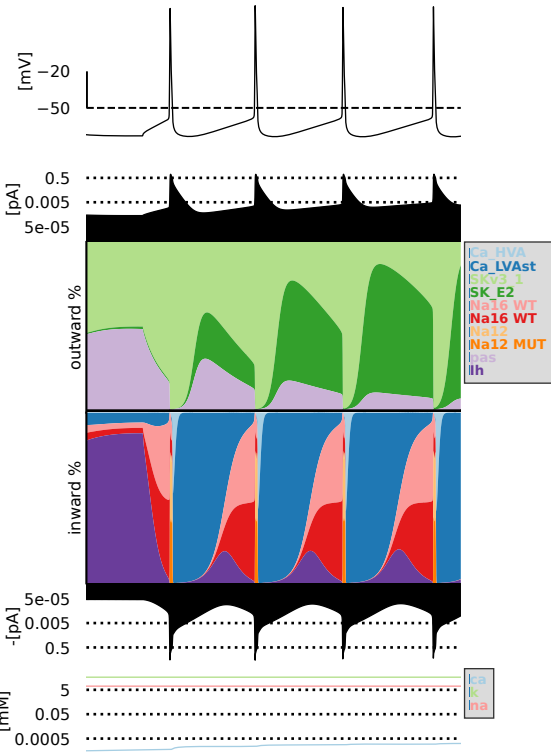 [mV]
−20
−50
[pA]
0.5
0.005
5e-05
outward %
Ca_HVA
Ca_LVAst
SKv3_1
SK_E2
Na16 WT
Na16 WT
Na12
Na12 MUT
pas
Ih
inward %
-[pA]
5e-05
0.005
0.5
[mM]
5
0.05
0.0005
ca
k
na